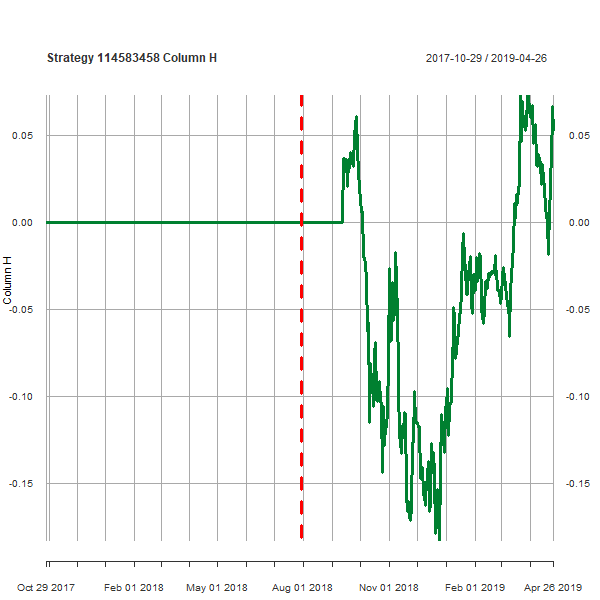 Strategy 114583458 Column H
2017-10-29 / 2019-04-26
0.05 0.05
0.00 0.00
-0.05 -0.05
-0.10 -0.10
-0.15 -0.15
Column H
Oct 29 2017 Feb 01 2018 May 01 2018 Aug 01 2018 Nov 01 2018 Feb 01 2019 Apr 26 2019